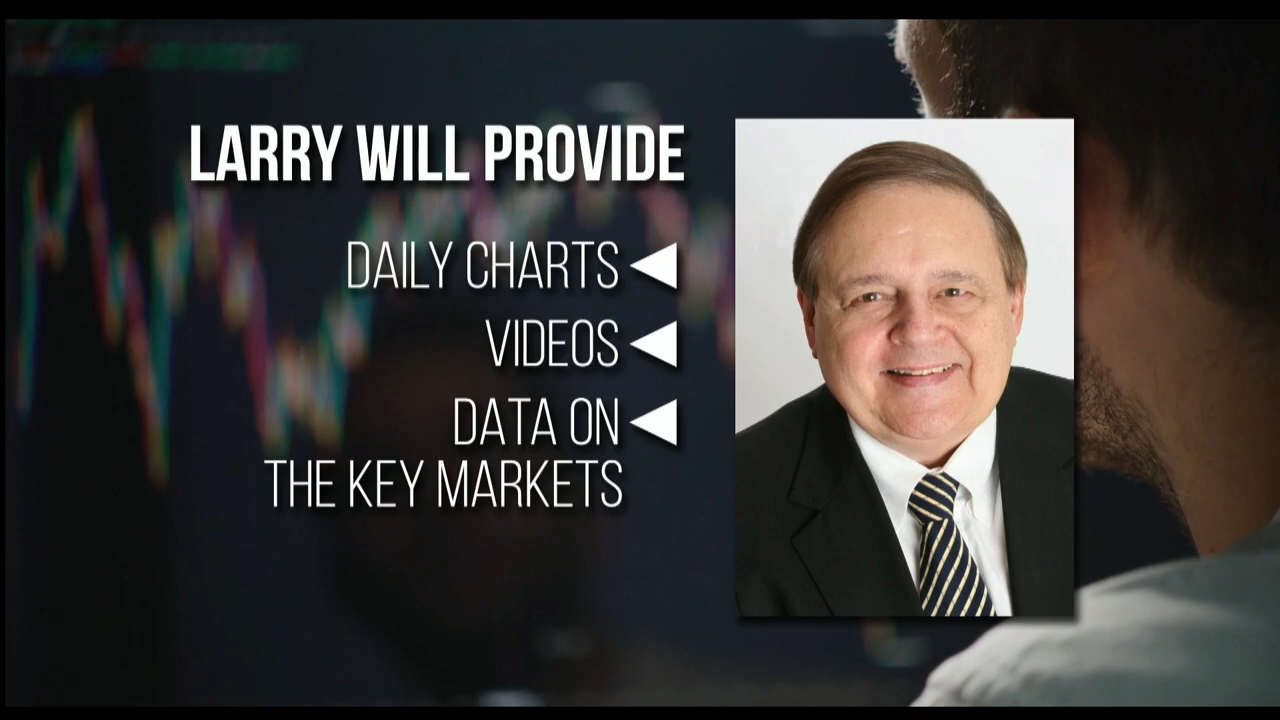 LARRY WILL PROVIDE
DAILY CHARTS
VIDEOS
DATA ON
THE KEY MARKETS